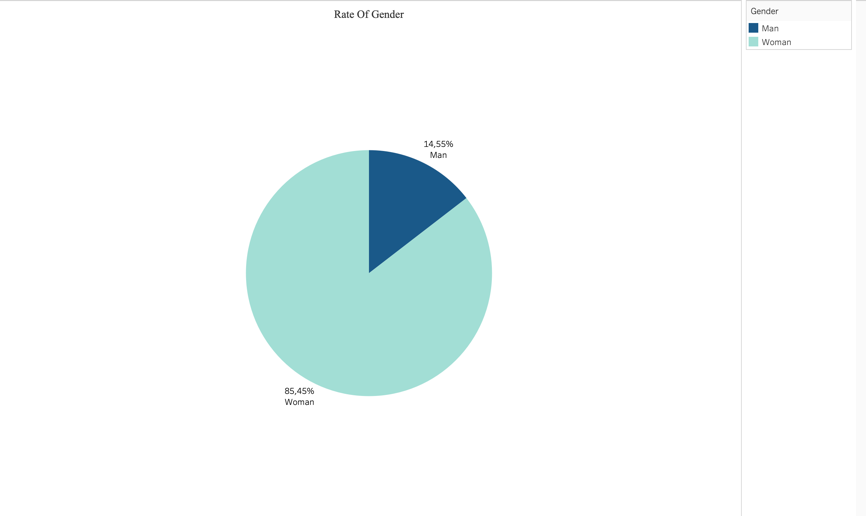 Rate Of Gender
Gender
Man
Woman
14,55%
Man
85,45%
Woman